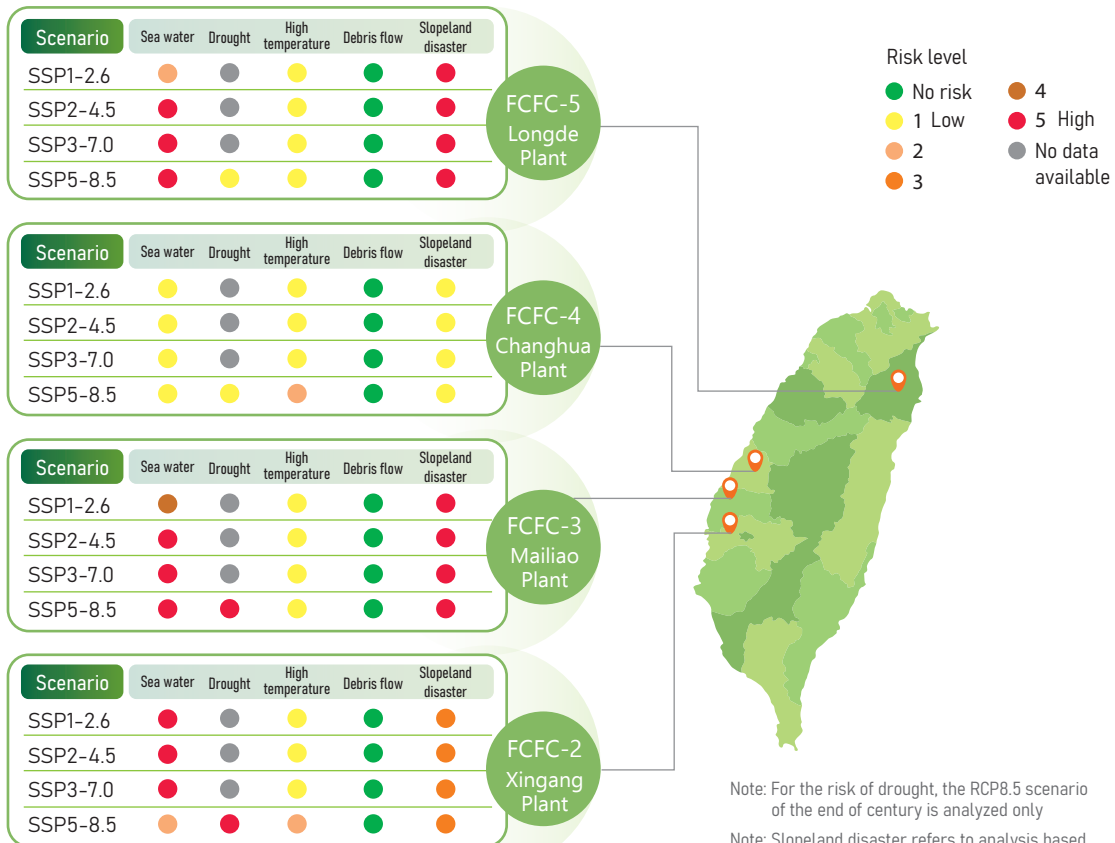 Scenario Sea water Drought High temperature Debris flow Slopeland disaster
SSP1-2.6
SSP2-4.5
SSP3-7.0
SSP5-8.5
FCFC-5
Longde
Plant
Risk level
No risk
1 Low
2
3
4
5 High
No data
available
Scenario Sea water Drought High temperature Debris flow Slopeland disaster
SSP1-2.6
SSP2-4.5
SSP3-7.0
SSP5-8.5
FCFC-4
Changhua
Plant
Scenario Sea water Drought High temperature Debris flow Slopeland disaster
SSP1-2.6
SSP2-4.5
SSP3-7.0
SSP5-8.5
FCFC-3
Mailiao
Plant
Scenario Sea water Drought High temperature Debris flow Slopeland disaster
SSP1-2.6
SSP2-4.5
SSP3-7.0
SSP5-8.5
FCFC-2
Xingang
Plant
Note: For the risk of drought, the RCP8.5 scenario
of the end of century is analyzed only
Note: Slopeland disaster refers to analysis based